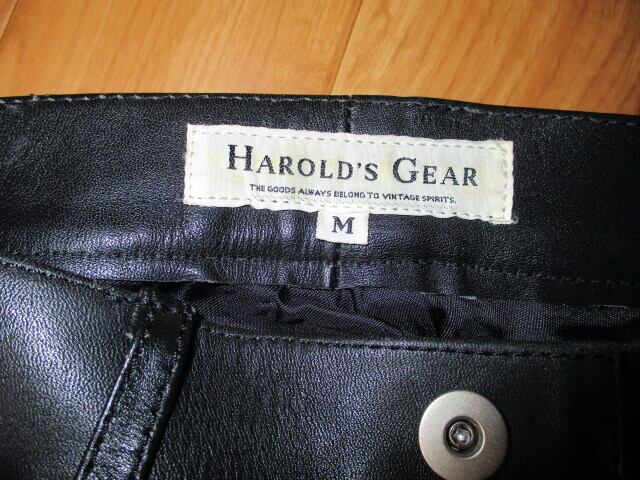 HAROLD'S GEAR
THE GOODS ALWAYS BELONG TO VINTAGE SPIRITS.
M